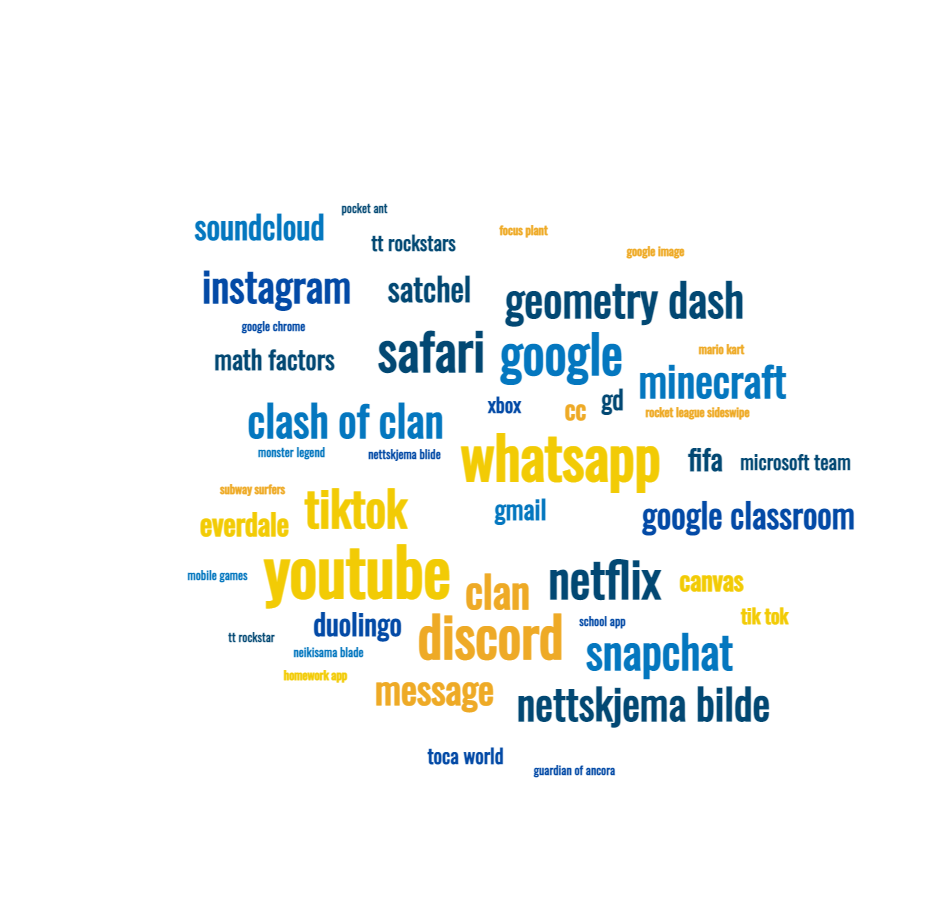 pocket ant
soundcloud
tt rockstars
focus plant
google image
instagram
satchel
geometry dash
google chrome
math factors
safari
google
mario kart
minecraft
clash of clan
xbox
cc
gd
rocket league sideswipe
monster legend
nettskjema blide
whatsapp
fifa
microsoft team
subway surfers
tiktok
everdale
gmail
google classroom
mobile games
youtube
clan
netflix
canvas
tik tok
duolingo
tt rockstar
neikisama blade
discord
school app
snapchat
homework app
message
nettskjema bilde
toca world
guardian of ancora